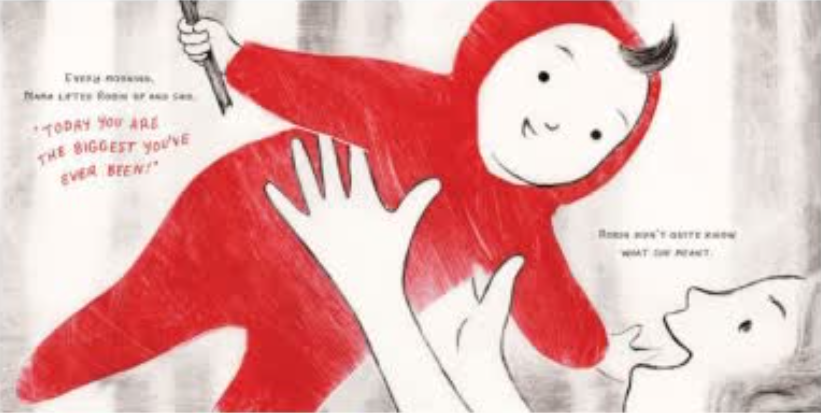 EVERY MORNING,
MAMA LIFTED ROBIN UP AND SAID,
"TODAY YOU ARE
THE BIGGEST YOU'VE
EVER BEEN!"
ROBIN DIDN'T QUITE KNOW
WHAT SHE MEANT.